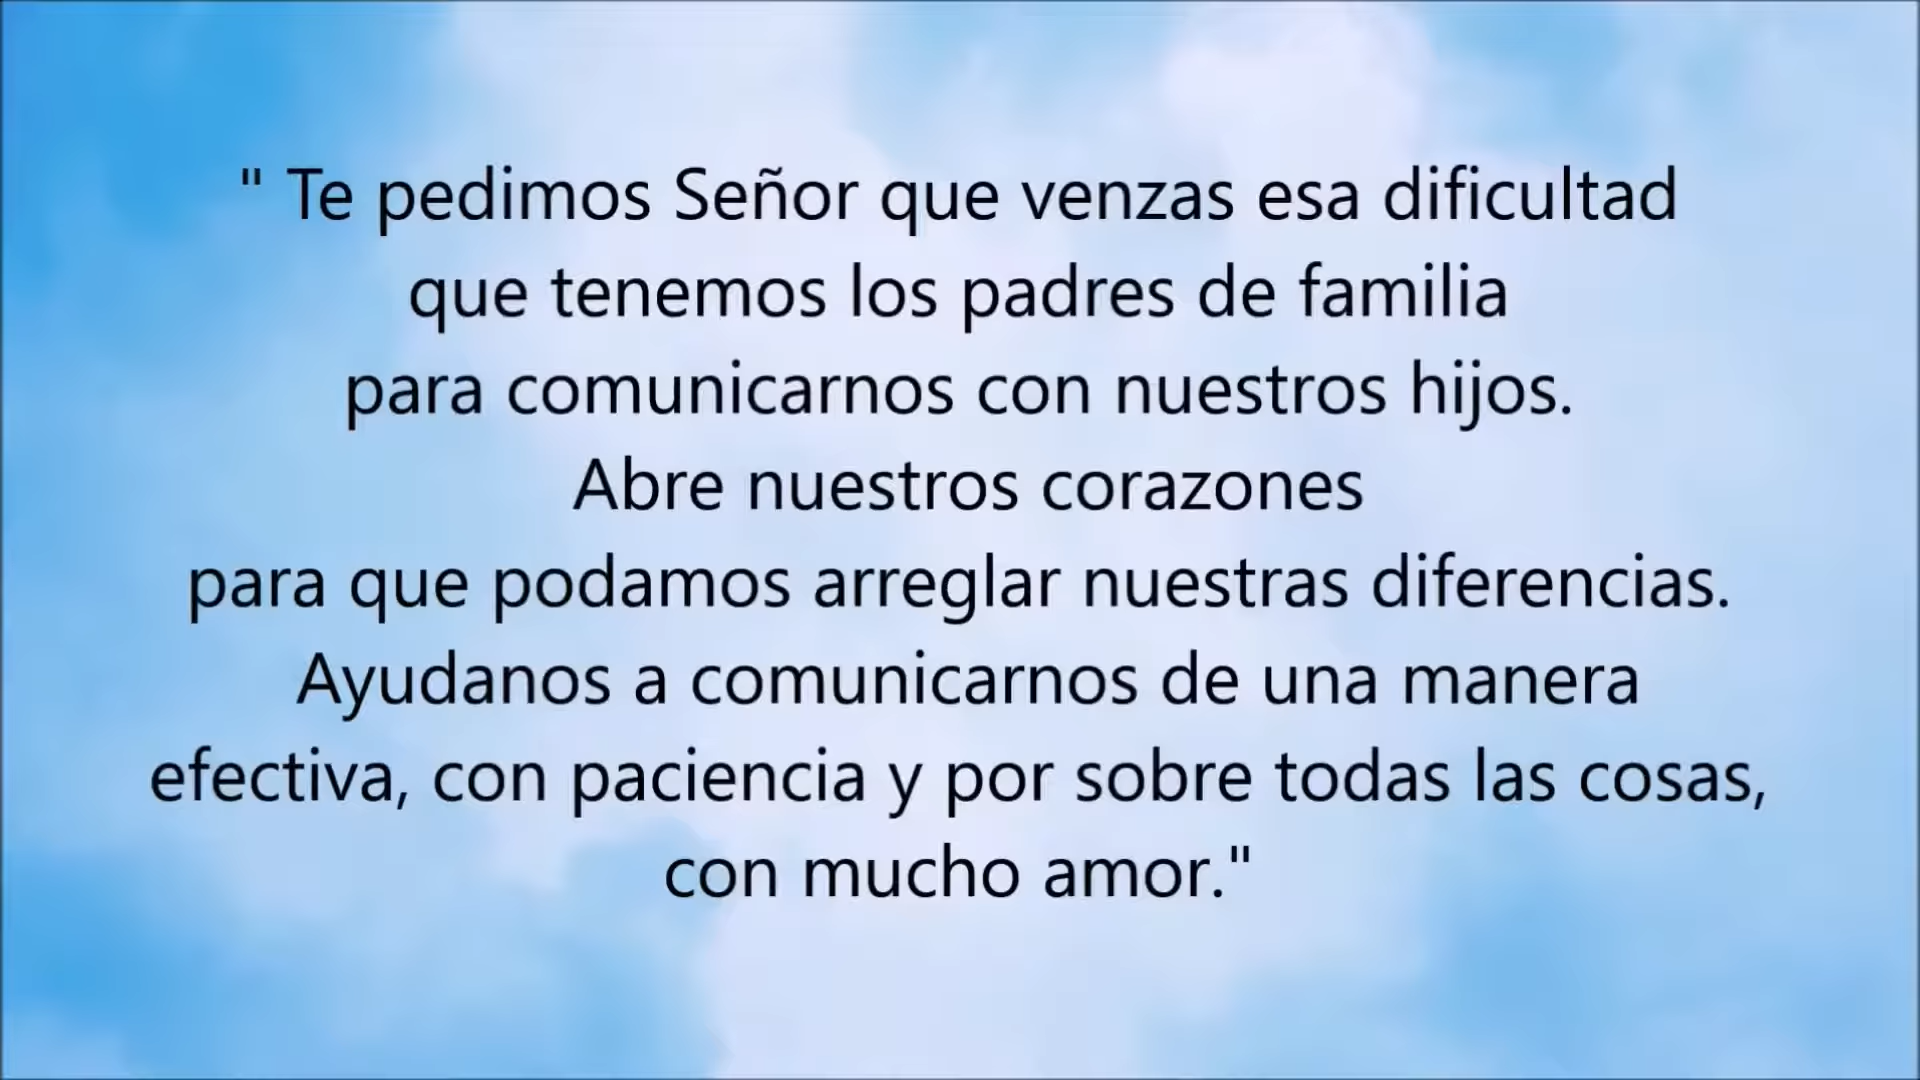 " Te pedimos Señor que venzas esa dificultad
que tenemos los padres de familia
para comunicarnos con nuestros hijos.
Abre nuestros corazones
para que podamos arreglar nuestras diferencias.
Ayudanos a comunicarnos de una manera
efectiva, con paciencia y por sobre todas las cosas,
con mucho amor."